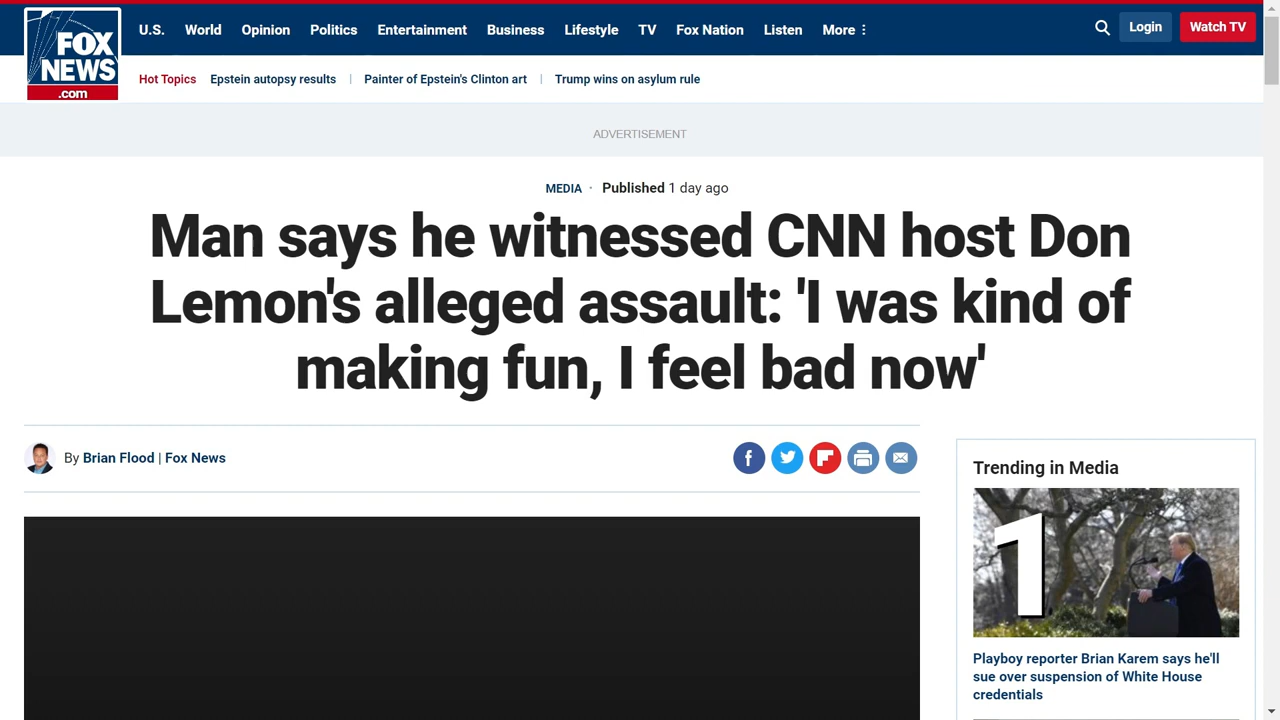 FOX
NEWS
.com
U.S. World Opinion Politics Entertainment Business Lifestyle TV Fox Nation Listen More
Login
Watch TV
Hot Topics Epstein autopsy results | Painter of Epstein's Clinton art | Trump wins on asylum rule
ADVERTISEMENT
MEDIA · Published 1 day ago
Man says he witnessed CNN host Don
Lemon's alleged assault: 'I was kind of
making fun, I feel bad now'
By Brian Flood | Fox News
f
Trending in Media
1
Playboy reporter Brian Karem says he'll
sue over suspension of White House
credentials